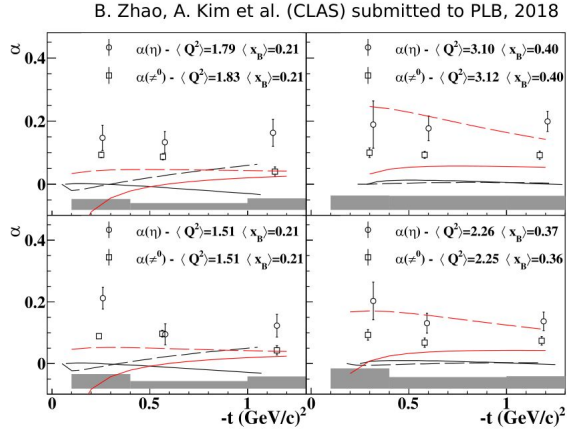 B. Zhao, A. Kim et al. (CLAS) submitted to PLB, 2018
α
0.4
0.2
0
α(η) - ⟨ Q²⟩=1.79 ⟨ x_B⟩=0.21
α(≠⁰) - ⟨ Q²⟩=1.83 ⟨ x_B⟩=0.21
α(η) - ⟨ Q²⟩=3.10 ⟨ x_B⟩=0.40
α(≠⁰) - ⟨ Q²⟩=3.12 ⟨ x_B⟩=0.40
α
0.4
0.2
0
α(η) - ⟨ Q²⟩=1.51 ⟨ x_B⟩=0.21
α(≠⁰) - ⟨ Q²⟩=1.51 ⟨ x_B⟩=0.21
α(η) - ⟨ Q²⟩=2.26 ⟨ x_B⟩=0.37
α(≠⁰) - ⟨ Q²⟩=2.25 ⟨ x_B⟩=0.36
0 0.5 1 0.5 1
-t (GeV/c)² -t (GeV/c)²